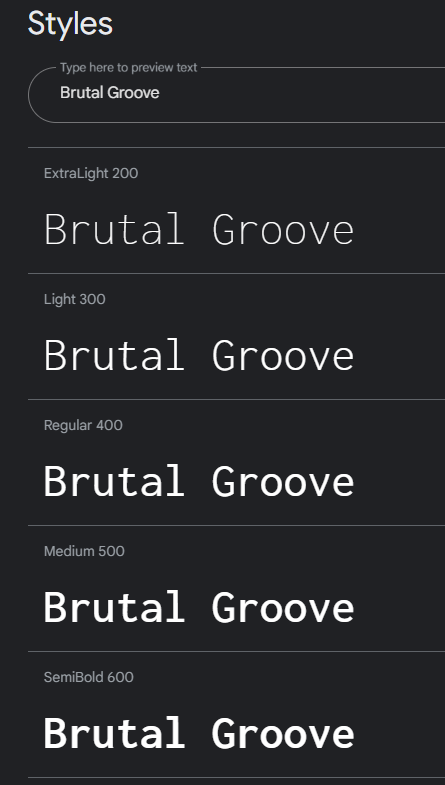 Styles
Type here to preview text
Brutal Groove
ExtraLight 200
Brutal Groove
Light 300
Brutal Groove
Regular 400
Brutal Groove
Medium 500
Brutal Groove
SemiBold 600
Brutal Groove